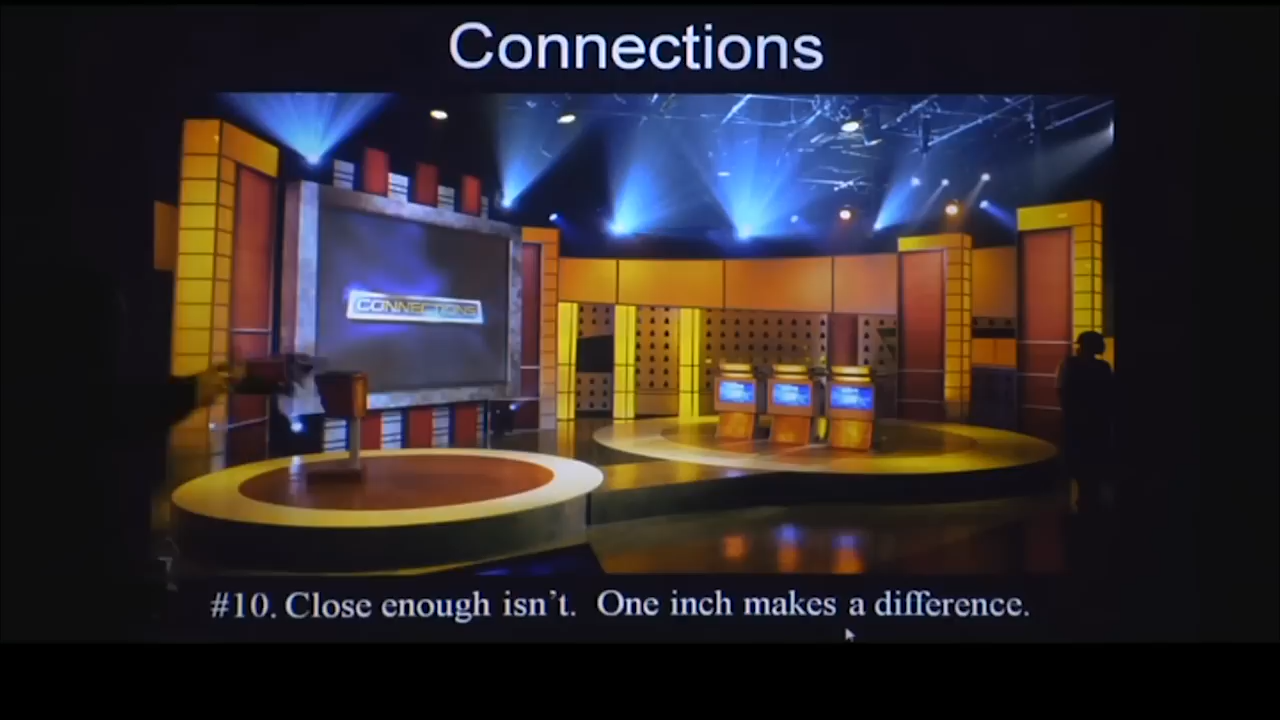 Connections
CONNECTIONS
#10. Close enough isn't. One inch makes a difference.